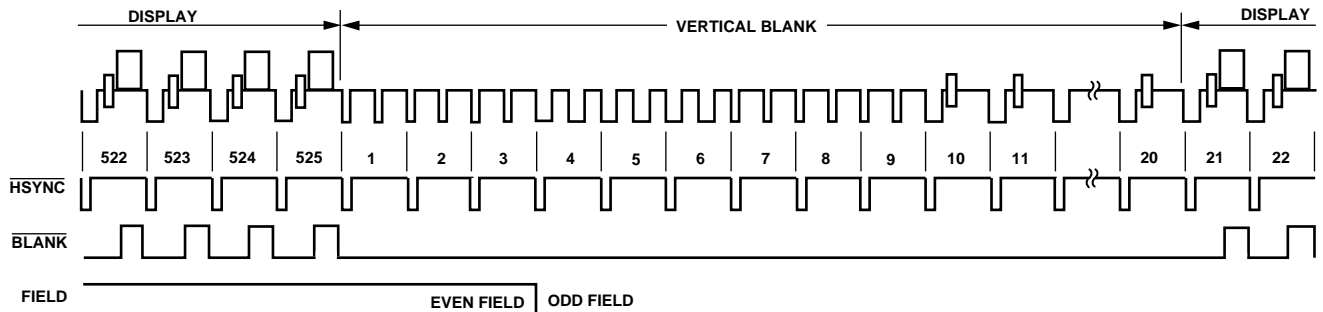 DISPLAY VERTICAL BLANK DISPLAY
522 523 524 525 1 2 3 4 5 6 7 8 9 10 11 20 21 22
HSYNC
BLANK
FIELD EVEN FIELD ODD FIELD